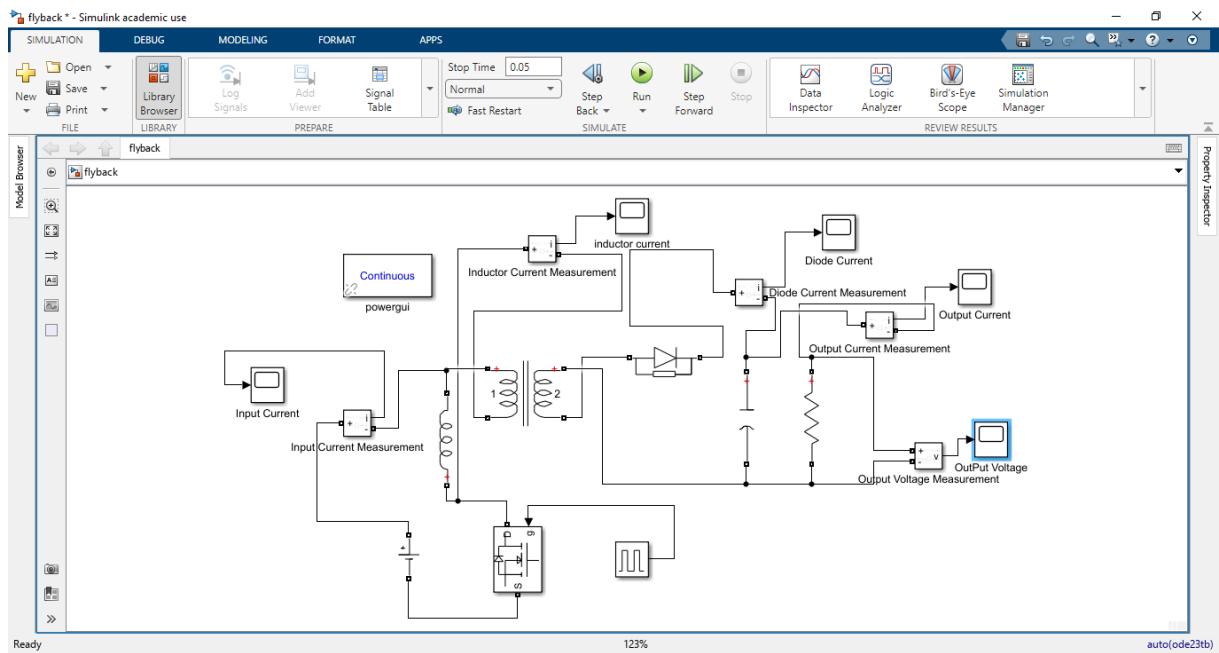 flyback * - Simulink academic use
SIMULATION DEBUG MODELING FORMAT APPS
New
Open
Save
Print
FILE
Library
Browser
LIBRARY
Log
Signals
Add
Viewer
Signal
Table
PREPARE
Stop Time 0.05
Normal
Fast Restart
Step
Back
Run
Step
Forward
Stop
SIMULATE
Data
Inspector
Logic
Analyzer
Bird's-Eye
Scope
Simulation
Manager
REVIEW RESULTS
Model Browser
flyback
flyback
Property Inspector
Continuous
powergui
+ i -
Inductor Current Measurement
inductor current
+ i -
Diode Current Measurement
Diode Current
+ i -
Output Current Measurement
Output Current
Input Current
+ i -
Input Current Measurement
+
1
+
2
+
+
+
+ - v
Output Voltage Measurement
OutPut Voltage
+
D g
S
Ready
123%
auto(ode23tb)